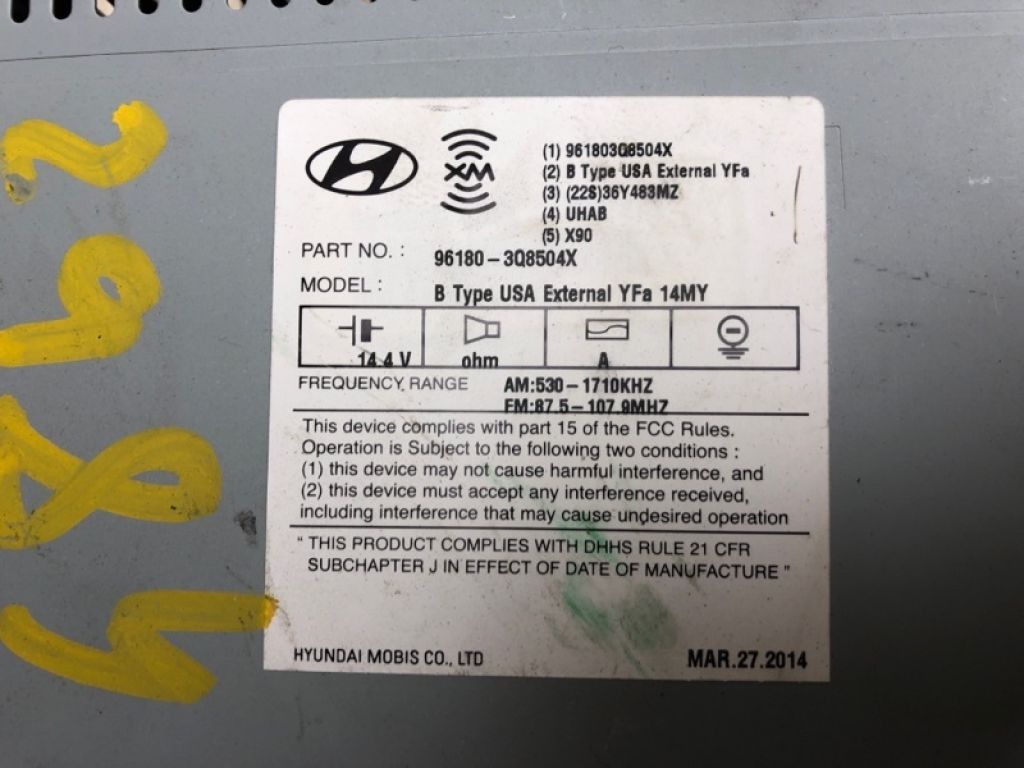 XM
(1) 961803Q8504X
(2) B Type USA External YFa
(3) (22S)36Y483MZ
(4) UHAB
(5) X90
PART NO. : 96180-3Q8504X
MODEL : B Type USA External YFa 14MY
14.4 V ohm A
FREQUENCY RANGE AM:530-1710KHZ
FM:87.5-107.9MHZ
This device complies with part 15 of the FCC Rules.
Operation is Subject to the following two conditions :
(1) this device may not cause harmful interference, and
(2) this device must accept any interference received,
including interference that may cause undesired operation
" THIS PRODUCT COMPLIES WITH DHHS RULE 21 CFR
SUBCHAPTER J IN EFFECT OF DATE OF MANUFACTURE "
HYUNDAI MOBIS CO., LTD MAR.27.2014